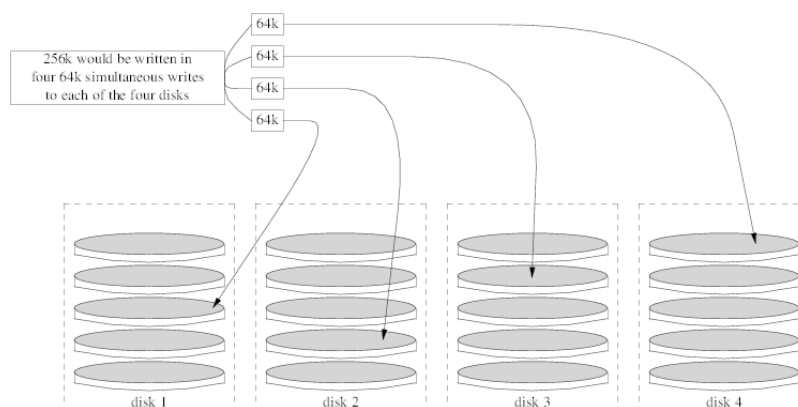 64k
256k would be written in
four 64k simultaneous writes
to each of the four disks
64k
64k
64k
disk 1
disk 2
disk 3
disk 4